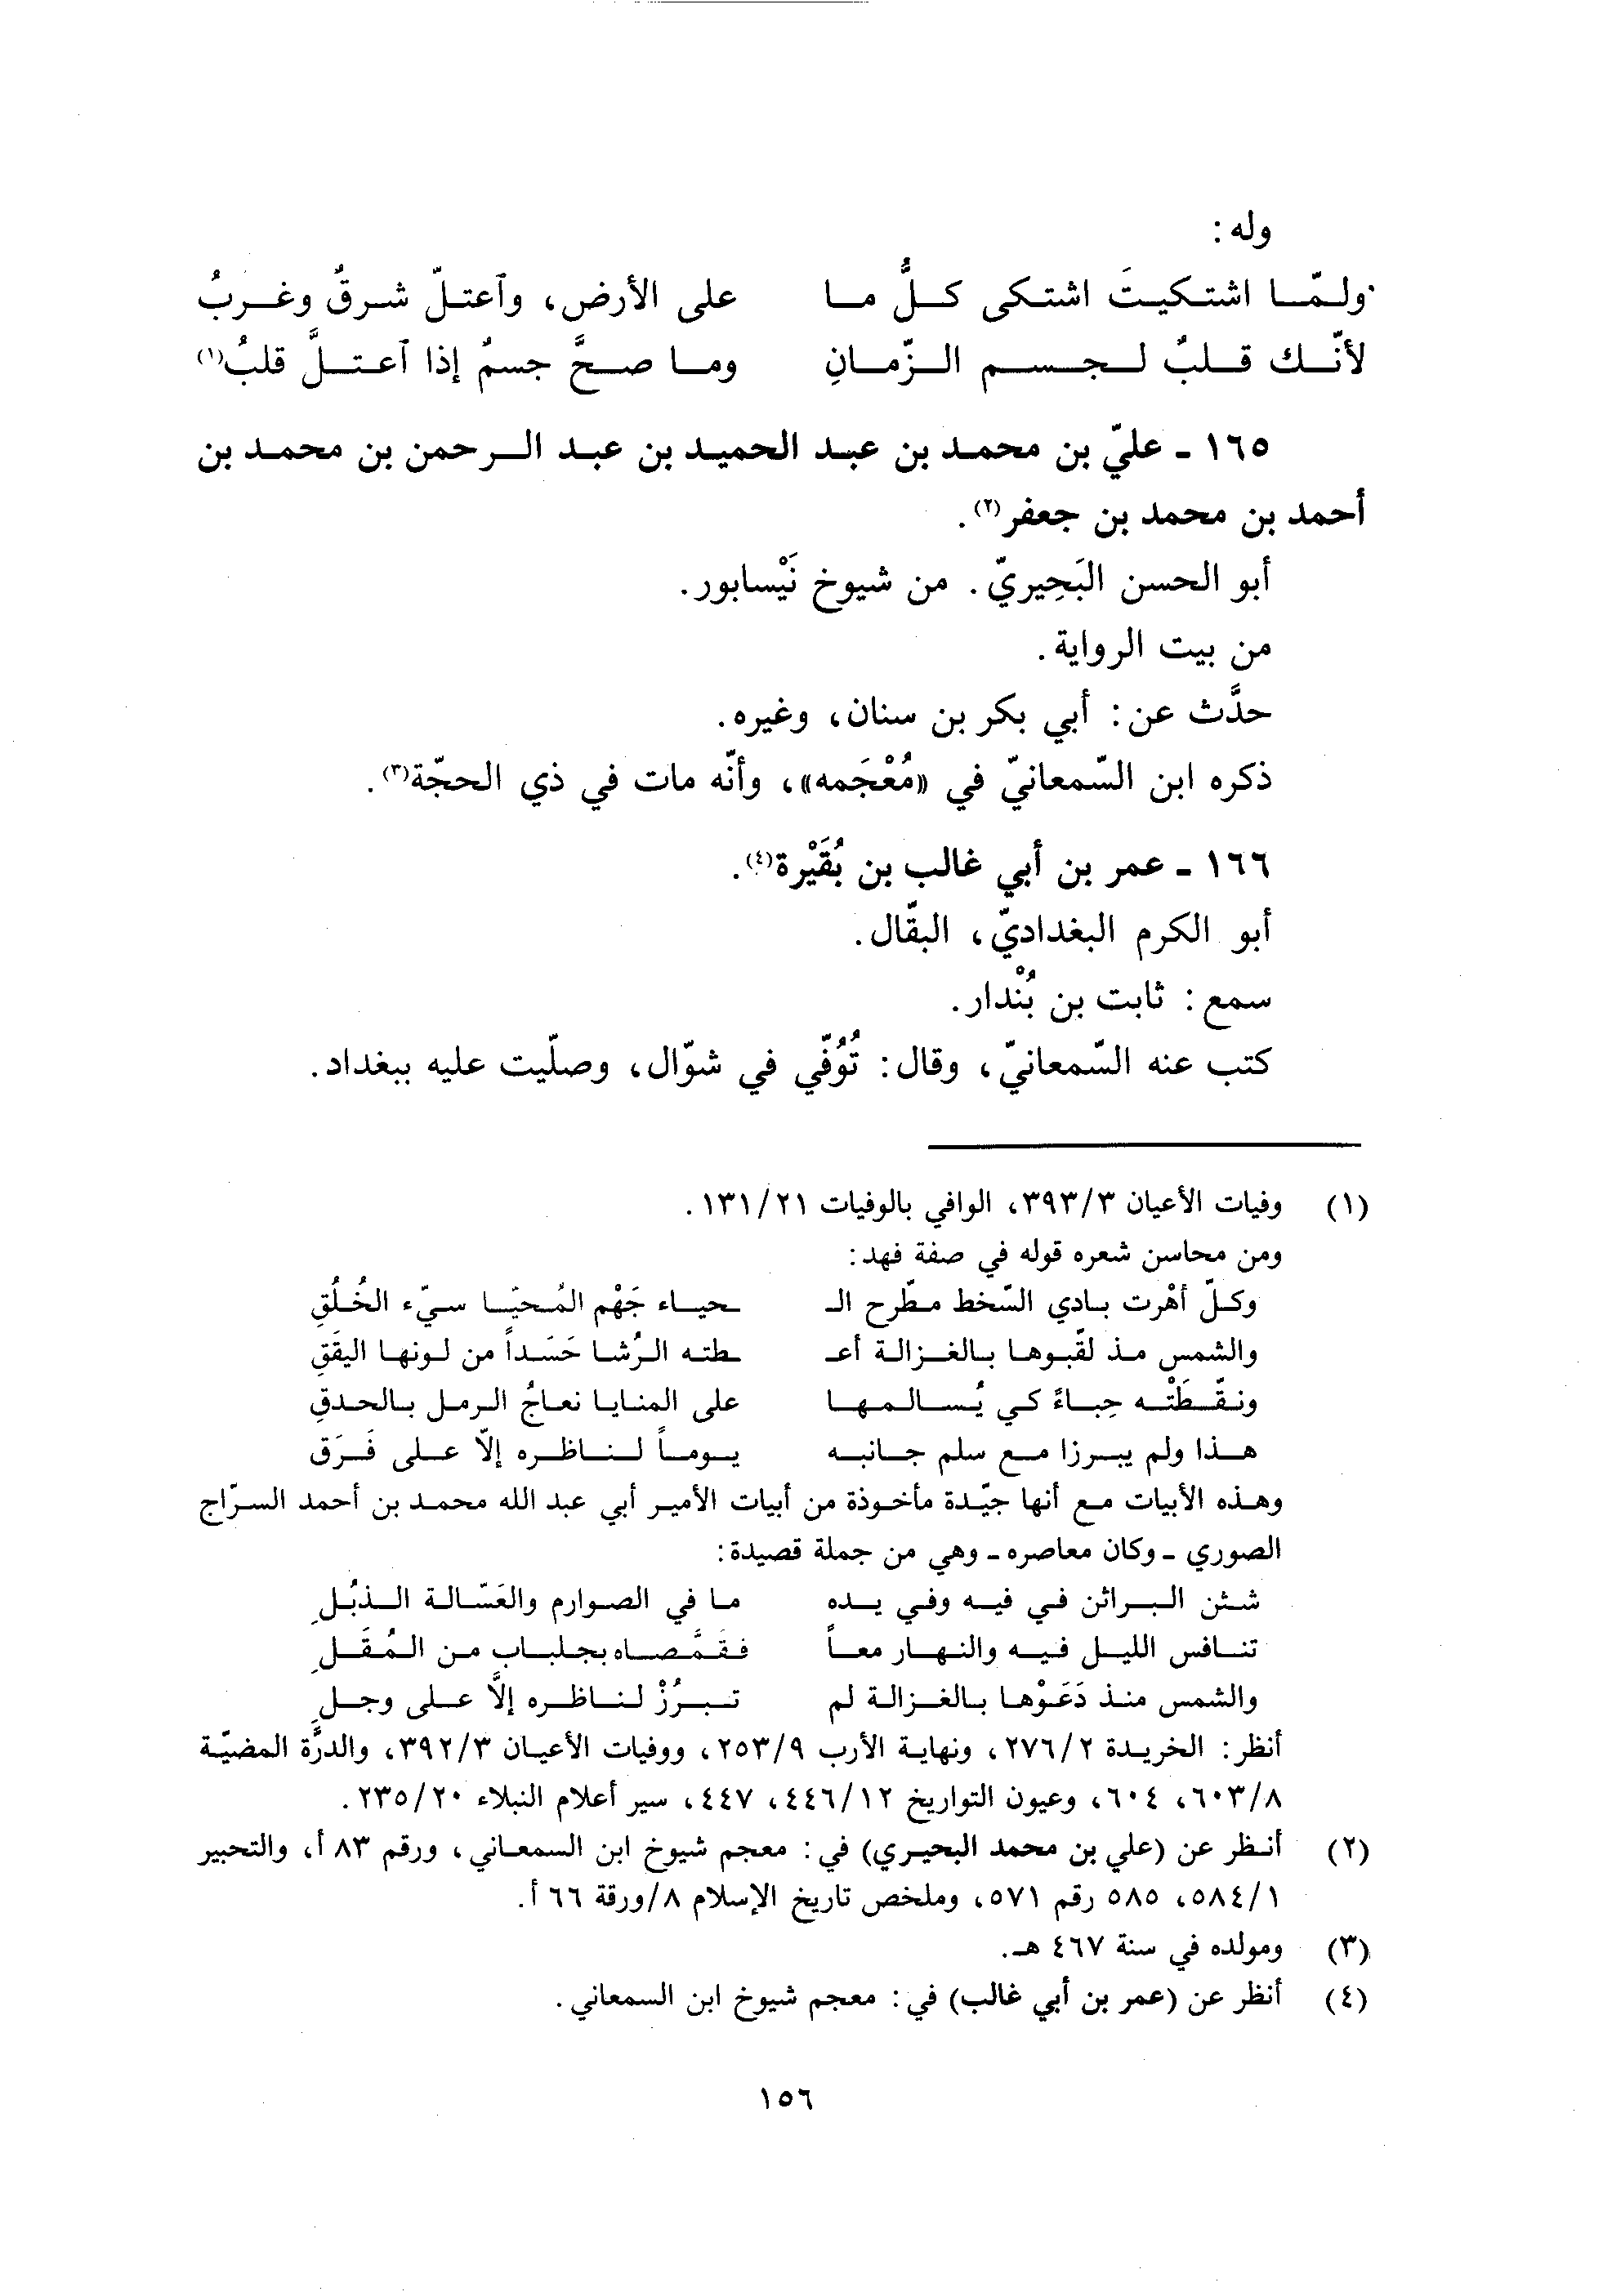 وله :
ولمّا اشتكيتَ اشتكى كلُّ ما على الأرض، وآعتلّ شرقٌ وغربُ
لأنّك قلبٌ لجسم الزّمانِ وما صحَّ جسمٌ إذا آعتلَّ قلبُ(١)
١٦٥ ـ عليّ بن محمد بن عبد الحميد بن عبد الرحمن بن محمد بن
أحمد بن محمد بن جعفر(٢).
أبو الحسن البَحِيريّ. من شيوخ نَيْسابور.
من بيت الرواية.
حدَّث عن: أبي بكر بن سنان، وغيره.
ذكره ابن السّمعانيّ في «مُعْجَمه»، وأنّه مات في ذي الحجّة(٣).
١٦٦ ـ عمر بن أبي غالب بن بُقَيْرة(٤).
أبو الكرم البغداديّ، البقّال.
سمع: ثابت بن بُنْدار.
كتب عنه السّمعانيّ، وقال: تُوُفّي في شوّال، وصلّيت عليه ببغداد.
(١) وفيات الأعيان ٣٩٣/٣، الوافي بالوفيات ١٣١/٢١.
ومن محاسن شعره قوله في صفة فهد:
وكلّ أهْرت بادي السّخط مطّرح الـ ـحياء جَهْم المُحيّا سيّء الخُلُقِ
والشمس مذ لقّبوها بالغزالة أعـ ـطته الرُشا حَسَداً من لونها اليقَقِ
ونقّطَتْه حِباءً كي يُسالمها على المنايا نعاجُ الرمل بالحدقِ
هذا ولم يبرزا مع سلم جانبه يوماً لناظره إلّا على فَرَق
وهذه الأبيات مع أنها جيّدة مأخوذة من أبيات الأمير أبي عبد الله محمد بن أحمد السرّاج
الصوري ـ وكان معاصره ـ وهي من جملة قصيدة:
شثن البراثن في فيه وفي يده ما في الصوارم والعَسّالة الذبُلِ
تنافس الليل فيه والنهار معاً فقمَّصاه بجلباب من المُقَلِ
والشمس منذ دَعَوْها بالغزالة لم تبرُزْ لناظره إلَّا على وجلِ
أنظر: الخريدة ٢٧٦/٢، ونهاية الأرب ٢٥٣/٩، ووفيات الأعيان ٣٩٢/٣، والدرَّة المضيّة
٦٠٣/٨، ٦٠٤، وعيون التواريخ ٤٤٦/١٢، ٤٤٧، سير أعلام النبلاء ٢٣٥/٢٠.
(٢) أنظر عن (علي بن محمد البحيري) في: معجم شيوخ ابن السمعاني، ورقم ٨٣ أ، والتحبير
٥٨٤/١، ٥٨٥ رقم ٥٧١، وملخص تاريخ الإسلام ٨/ورقة ٦٦ أ.
(٣) ومولده في سنة ٤٦٧ هـ.
(٤) أنظر عن (عمر بن أبي غالب) في: معجم شيوخ ابن السمعاني.
١٥٦